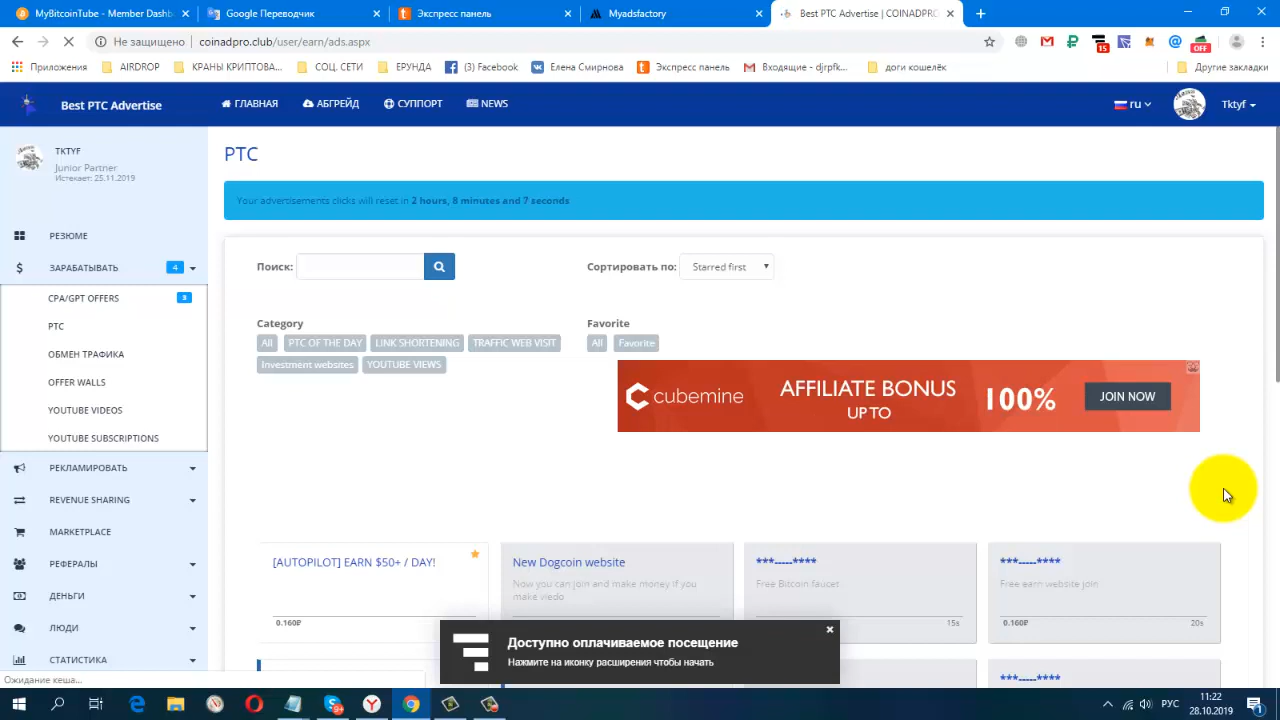 MyBitcoinTube - Member Dashb
Google Переводчик
Экспресс панель
Myadsfactory
Best PTC Advertise | COINADPRO.
Не защищено
coinadpro.club/user/earn/ads.aspx
15
OFF
Приложения
AIRDROP
КРАНЫ КРИПТОВА...
СОЦ. СЕТИ
ЕРУНДА
(3) Facebook
Елена Смирнова
Экспресс панель
Входящие - djrpfk...
доги кошелёк
Другие закладки
Best PTC Advertise
ГЛАВНАЯ
АБГРЕЙД
СУППОРТ
NEWS
ru
Tktyf
TKTYF
Junior Partner
Истекает: 25.11.2019
РЕЗЮМЕ
ЗАРАБАТЫВАТЬ
4
CPA/GPT OFFERS
3
PTC
ОБМЕН ТРАФИКА
OFFER WALLS
YOUTUBE VIDEOS
YOUTUBE SUBSCRIPTIONS
РЕКЛАМИРОВАТЬ
REVENUE SHARING
MARKETPLACE
РЕФЕРАЛЫ
ДЕНЬГИ
ЛЮДИ
СТАТИСТИКА
Ожидание кеша...
PTC
Your advertisements clicks will reset in 2 hours, 8 minutes and 7 seconds
Поиск:
Сортировать по:
Starred first
Category
All
PTC OF THE DAY
LINK SHORTENING
TRAFFIC WEB VISIT
Investment websites
YOUTUBE VIEWS
Favorite
All
Favorite
cubemine
AFFILIATE BONUS
UP TO
100%
JOIN NOW
[AUTOPILOT] EARN $50+ / DAY!
0.160₽
New Dogcoin website
Now you can join and make money if you
make viedo
***-----****
Free Bitcoin faucet
15s
***-----****
Free earn website join
0.160₽
20s
***-----****
Доступно оплачиваемое посещение
Нажмите на иконку расширения чтобы начать
РУС
11:22
28.10.2019